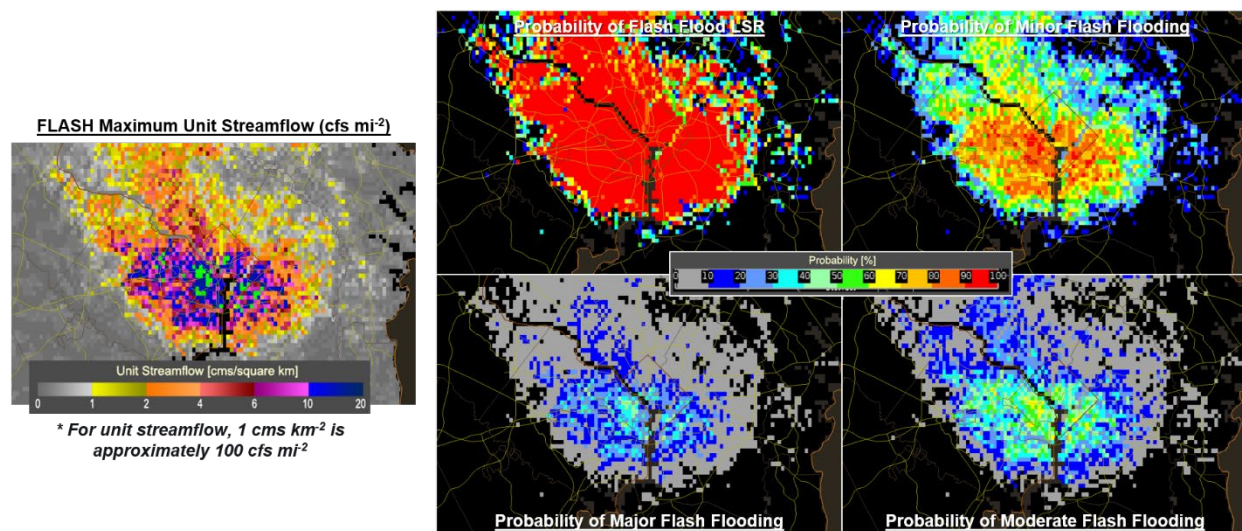 FLASH Maximum Unit Streamflow (cfs mi-2)
Unit Streamflow [cms/square km]
0 1 2 4 6 10 20
* For unit streamflow, 1 cms km-2 is
approximately 100 cfs mi-2
Probability of Flash Flood LSR
Probability of Minor Flash Flooding
Probability [%]
0 10 20 30 40 50 60 70 80 90 100
Probability of Major Flash Flooding
Probability of Moderate Flash Flooding